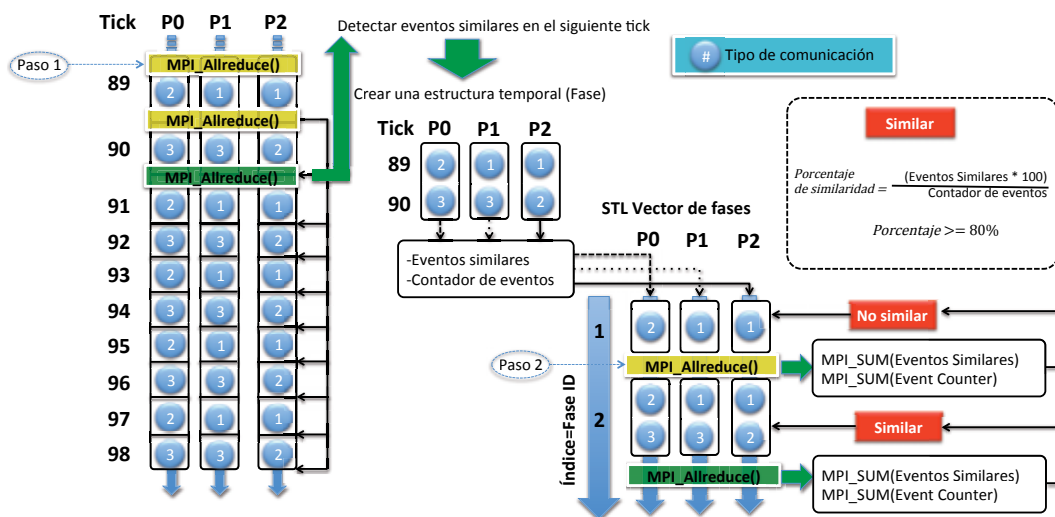 Tick P0 P1 P2
Paso 1
MPI_Allreduce()
89
2 1 1
MPI_Allreduce()
90
3 3 2
MPI_Allreduce()
91
2 1 1
92
3 3 2
93
2 1 1
94
3 3 2
95
2 1 1
96
3 3 2
97
2 1 1
98
3 3 2
Detectar eventos similares en el siguiente tick
Crear una estructura temporal (Fase)
Tick P0 P1 P2
89
2 1 1
90
3 3 2
-Eventos similares
-Contador de eventos
# Tipo de comunicación
Similar
Porcentaje
de similaridad =
(Eventos Similares * 100)
Contador de eventos
Porcentaje >= 80%
STL Vector de fases
P0 P1 P2
Índice=Fase ID
1
2 1 1
No similar
Paso 2
MPI_Allreduce()
MPI_SUM(Eventos Similares)
MPI_SUM(Event Counter)
2
2 1 1
3 3 2
Similar
MPI_Allreduce()
MPI_SUM(Eventos Similares)
MPI_SUM(Event Counter)